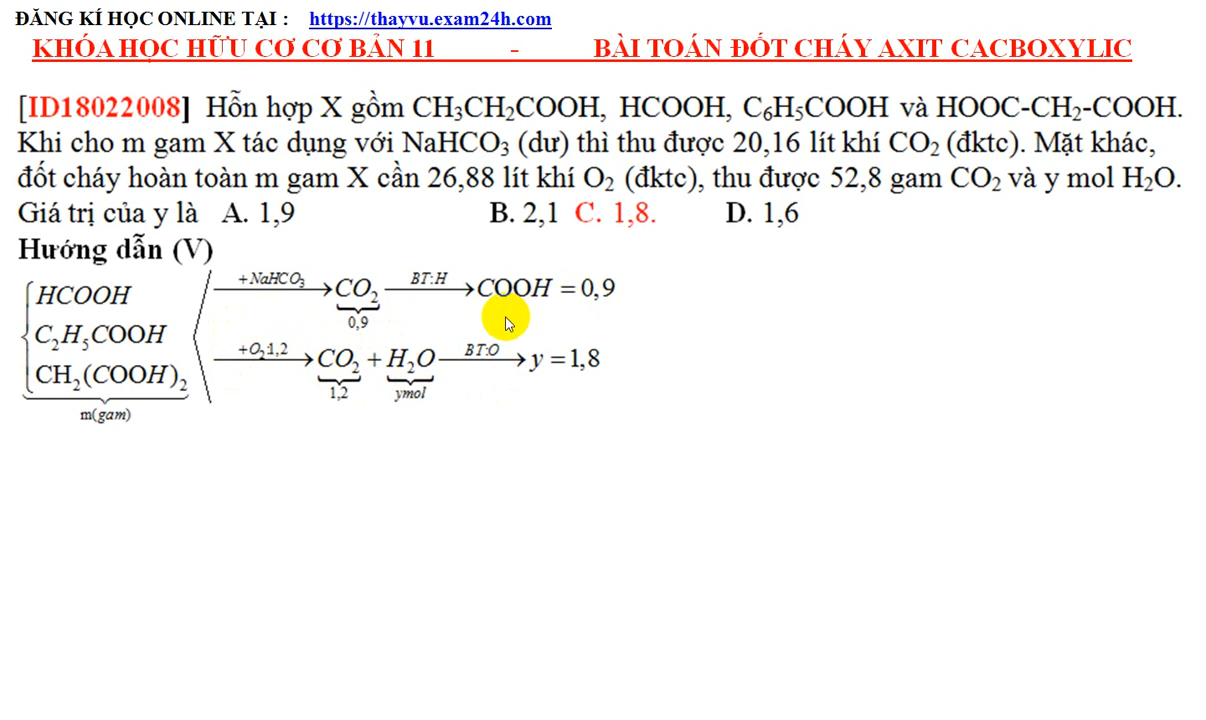 ĐĂNG KÍ HỌC ONLINE TẠI : https://thayvu.exam24h.com
KHÓA HỌC HỮU CƠ CƠ BẢN 11 - BÀI TOÁN ĐỐT CHÁY AXIT CACBOXYLIC
[ID18022008] Hỗn hợp X gồm CH₃CH₂COOH, HCOOH, C₆H₅COOH và HOOC-CH₂-COOH.
Khi cho m gam X tác dụng với NaHCO₃ (dư) thì thu được 20,16 lít khí CO₂ (đktc). Mặt khác,
đốt cháy hoàn toàn m gam X cần 26,88 lít khí O₂ (đktc), thu được 52,8 gam CO₂ và y mol H₂O.
Giá trị của y là A. 1,9 B. 2,1 C. 1,8. D. 1,6
Hướng dẫn (V)
HCOOH
C₂H₅COOH
CH₂(COOH)₂
m(gam)
+NaHCO₃ CO₂ BT:H COOH = 0,9
0,9
+O₂:1,2 CO₂ + H₂O BT:O y = 1,8
1,2 ymol